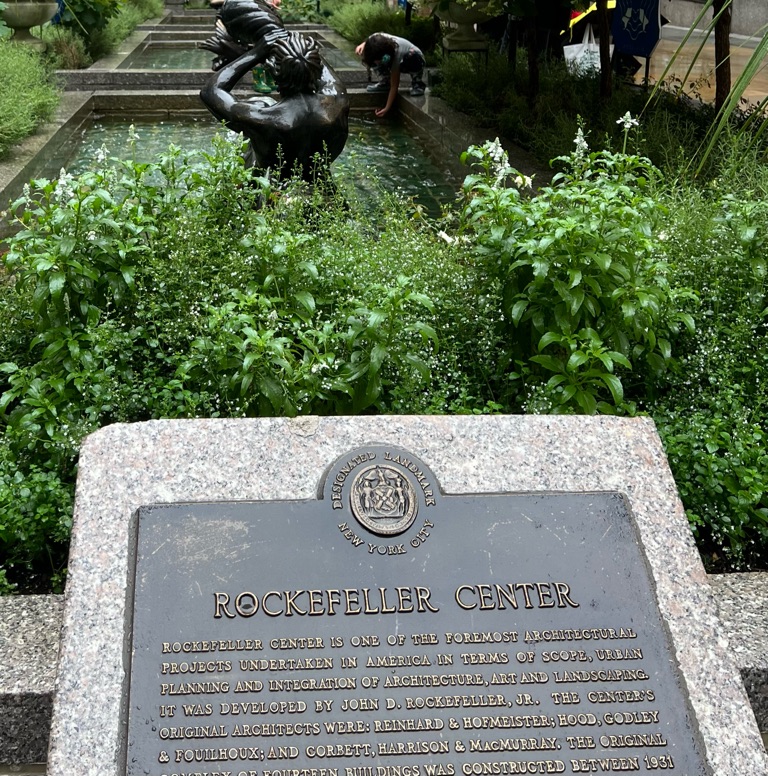 DESIGNATED LANDMARK
NEW YORK CITY
ROCKEFELLER CENTER
ROCKEFELLER CENTER IS ONE OF THE FOREMOST ARCHITECTURAL
PROJECTS UNDERTAKEN IN AMERICA IN TERMS OF SCOPE, URBAN
PLANNING AND INTEGRATION OF ARCHITECTURE, ART AND LANDSCAPING.
IT WAS DEVELOPED BY JOHN D. ROCKEFELLER, JR. THE CENTER'S
ORIGINAL ARCHITECTS WERE: REINHARD & HOFMEISTER; HOOD, GODLEY
& FOUILHOUX; AND CORBETT, HARRISON & MACMURRAY. THE ORIGINAL
COMPLEX OF FOURTEEN BUILDINGS WAS CONSTRUCTED BETWEEN 1931